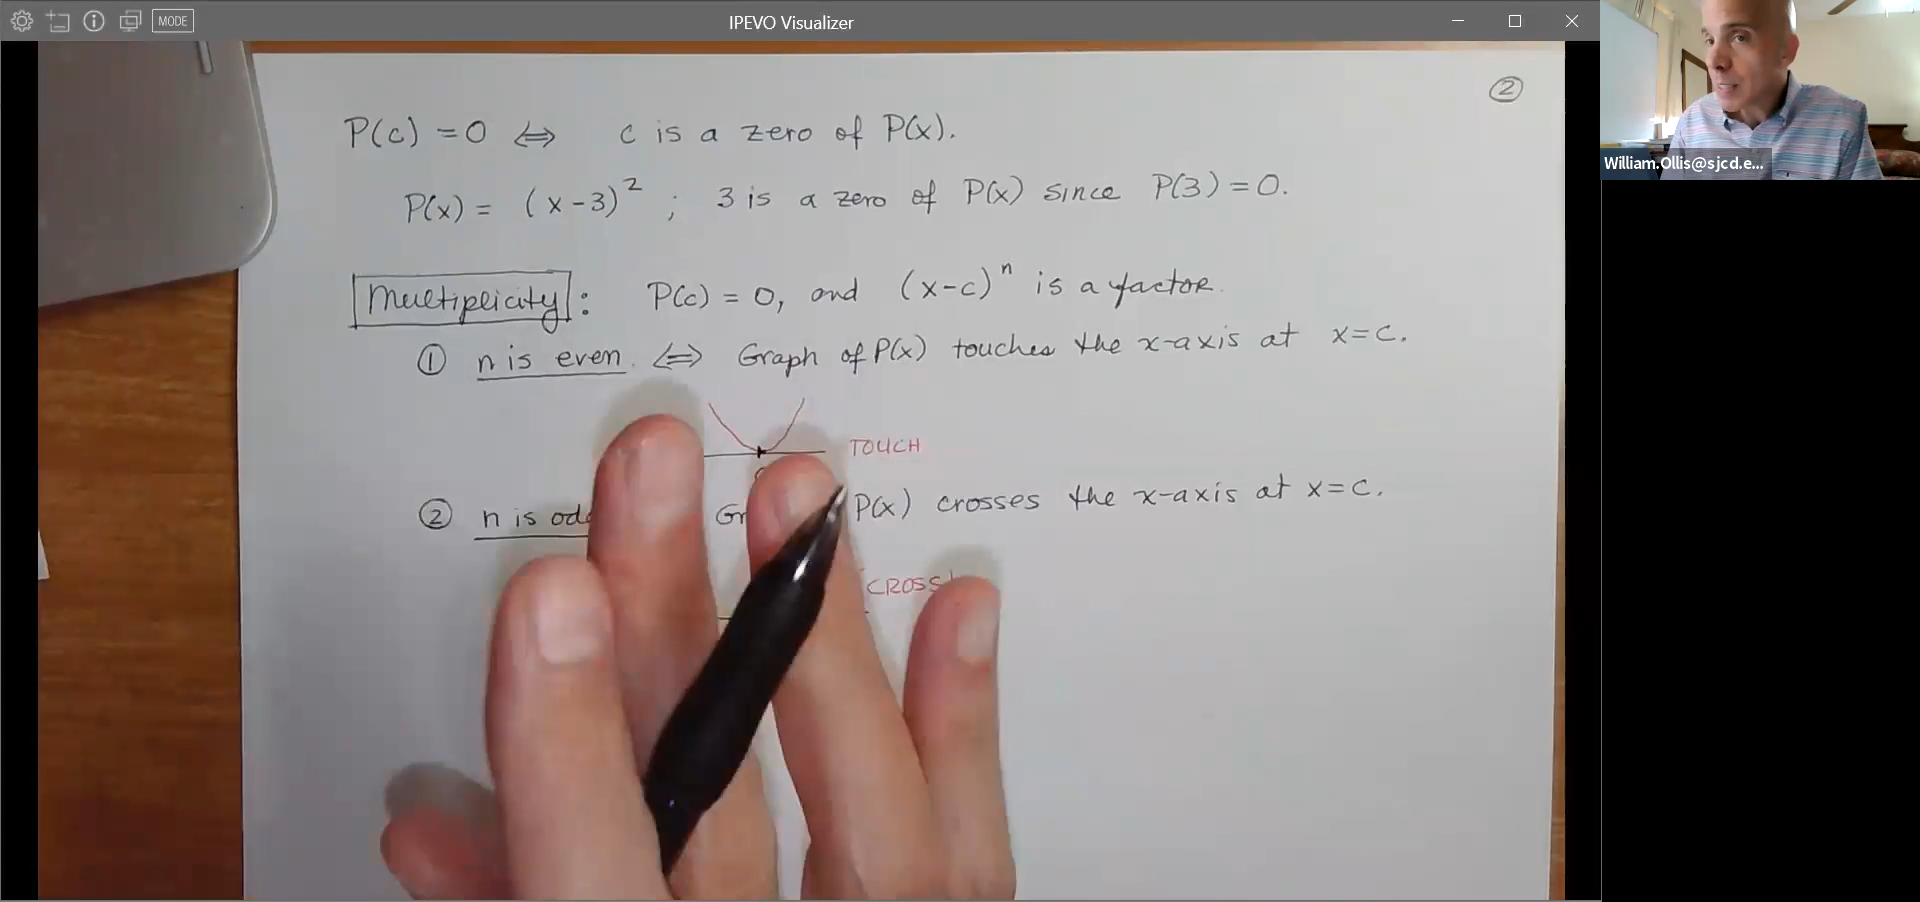 MODE
IPEVO Visualizer
William.Ollis@sjcd.e...
②
P(c) = 0 ⇔ c is a zero of P(x).
P(x) = (x-3)² ; 3 is a zero of P(x) since P(3) = 0.
Multiplicity : P(c) = 0, and (x-c)ⁿ is a factor.
① n is even. ⇔ Graph of P(x) touches the x-axis at x=c.
TOUCH
② n is P(x) crosses the x-axis at x=c.
CROSS